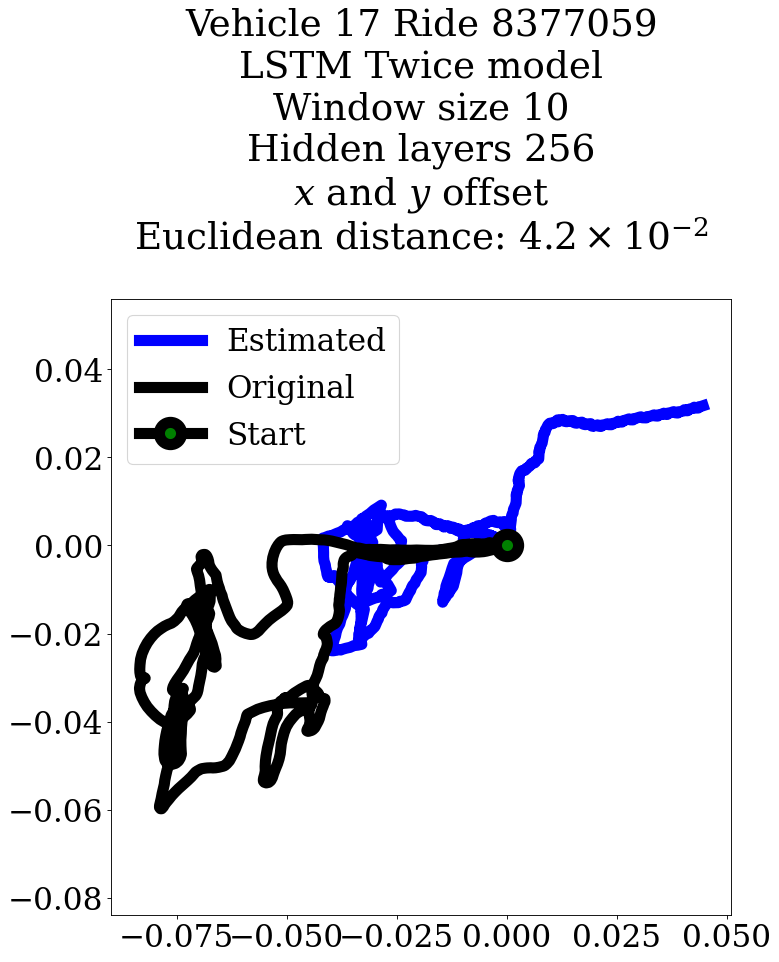 Vehicle 17 Ride 8377059
LSTM Twice model
Window size 10
Hidden layers 256
x and y offset
Euclidean distance: 4.2 × 10⁻²
Estimated
Original
Start
0.04
0.02
0.00
−0.02
−0.04
−0.06
−0.08
−0.075 −0.050 −0.025 0.000 0.025 0.050